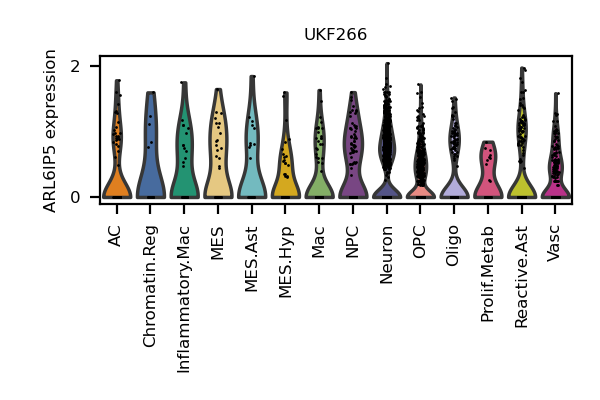 UKF266
ARL6IP5 expression
2
0
AC
Chromatin.Reg
Inflammatory.Mac
MES
MES.Ast
MES.Hyp
Mac
NPC
Neuron
OPC
Oligo
Prolif.Metab
Reactive.Ast
Vasc